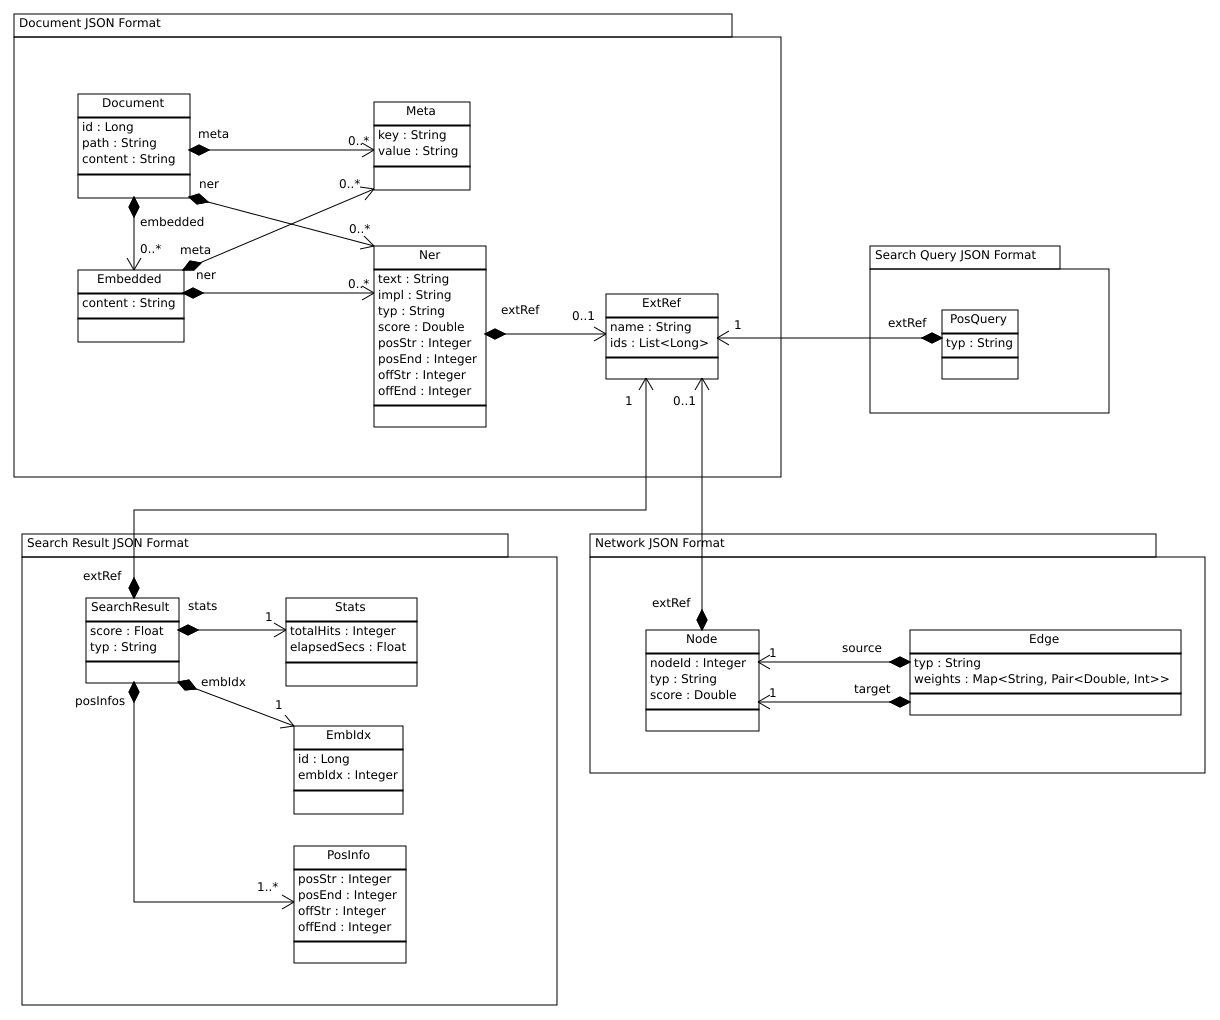 Document JSON Format
Document
id : Long
path : String
content : String
meta
0..*
Meta
key : String
value : String
ner
0..*
embedded
0..*
meta
0..*
Embedded
content : String
ner
0..*
Ner
text : String
impl : String
typ : String
score : Double
posStr : Integer
posEnd : Integer
offStr : Integer
offEnd : Integer
extRef
0..1
ExtRef
name : String
ids : List<Long>
1
1
0..1
Search Query JSON Format
extRef
PosQuery
typ : String
Search Result JSON Format
extRef
SearchResult
score : Float
typ : String
stats
1
Stats
totalHits : Integer
elapsedSecs : Float
embIdx
1
posInfos
EmbIdx
id : Long
embIdx : Integer
1..*
PosInfo
posStr : Integer
posEnd : Integer
offStr : Integer
offEnd : Integer
Network JSON Format
extRef
Node
nodeId : Integer
typ : String
score : Double
1
source
1
target
Edge
typ : String
weights : Map<String, Pair<Double, Int>>